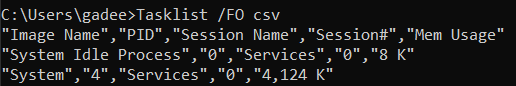 C:\Users\gadee>Tasklist /FO csv
"Image Name","PID","Session Name","Session#","Mem Usage"
"System Idle Process","0","Services","0","8 K"
"System","4","Services","0","4,124 K"